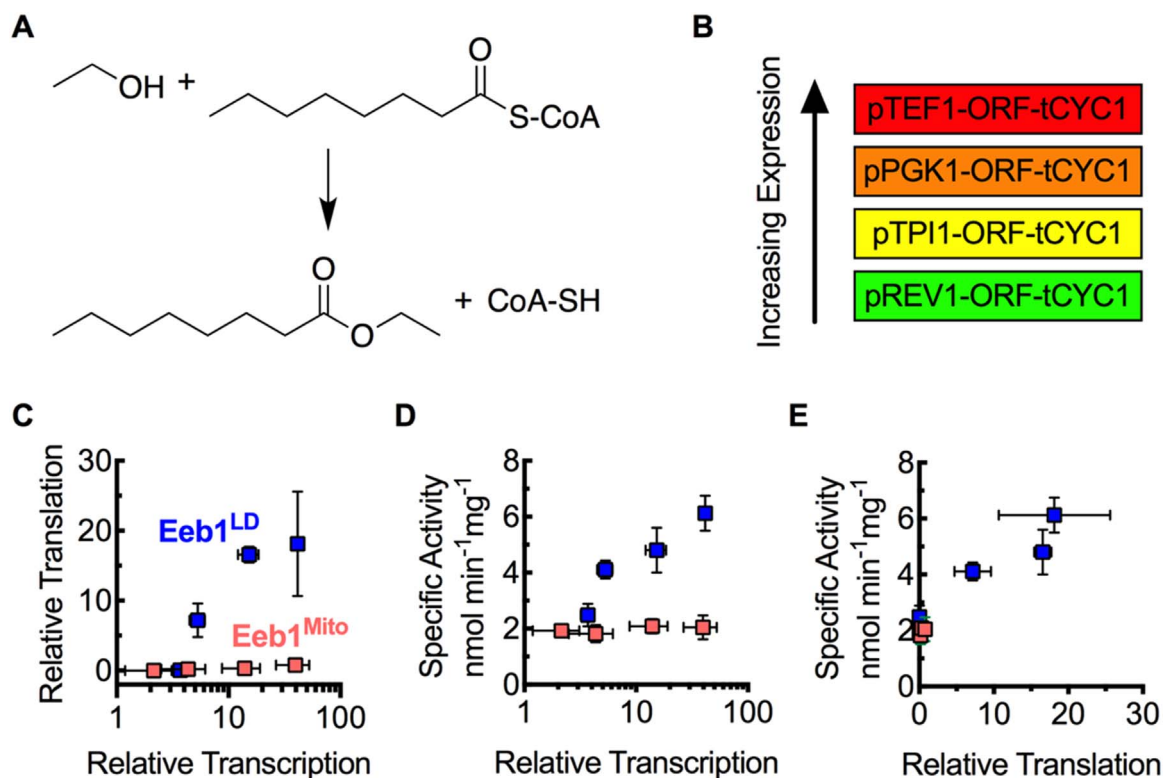 A
OH
+
O
S-CoA
O
O
+ CoA-SH
B
Increasing Expression
pTEF1-ORF-tCYC1
pPGK1-ORF-tCYC1
pTPI1-ORF-tCYC1
pREV1-ORF-tCYC1
C
Relative Translation
30
20
10
0
1
10
100
Relative Transcription
Eeb1LD
Eeb1Mito
D
Specific Activity
nmol min-1mg-1
8
6
4
2
0
1
10
100
Relative Transcription
E
Specific Activity
nmol min-1mg-1
8
6
4
2
0
0
10
20
30
Relative Translation